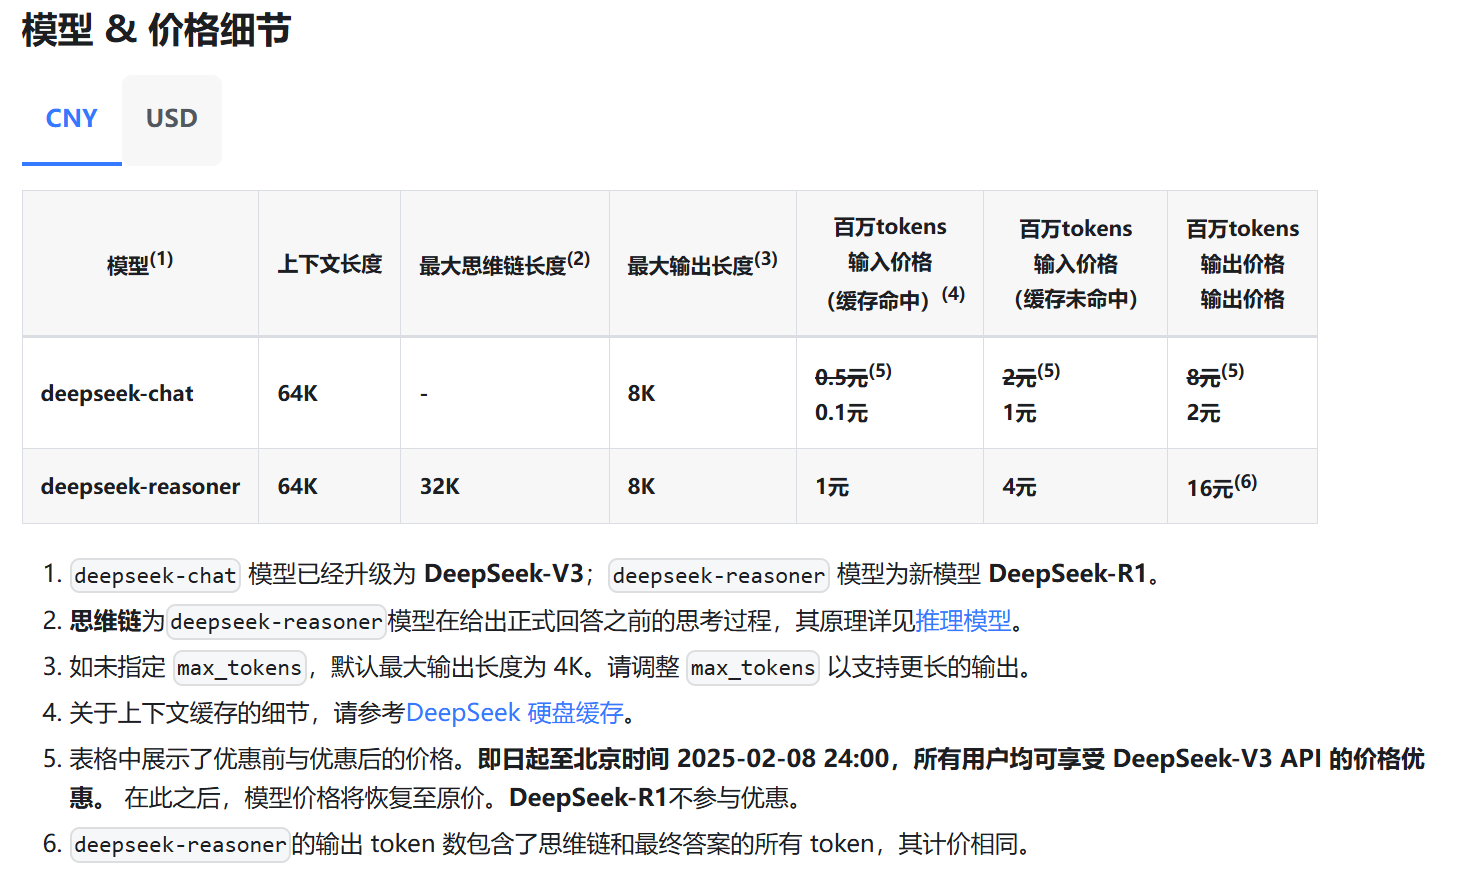 模型 & 价格细节
CNY
USD
模型(1)
上下文长度
最大思维链长度(2)
最大输出长度(3)
百万tokens
输入价格
（缓存命中）(4)
百万tokens
输入价格
（缓存未命中）
百万tokens
输出价格
输出价格
deepseek-chat
64K
-
8K
0.5元(5)
0.1元
2元(5)
1元
8元(5)
2元
deepseek-reasoner
64K
32K
8K
1元
4元
16元(6)
1. deepseek-chat 模型已经升级为 DeepSeek-V3；deepseek-reasoner 模型为新模型 DeepSeek-R1。
2. 思维链为deepseek-reasoner模型在给出正式回答之前的思考过程，其原理详见推理模型。
3. 如未指定 max_tokens，默认最大输出长度为 4K。请调整 max_tokens 以支持更长的输出。
4. 关于上下文缓存的细节，请参考DeepSeek 硬盘缓存。
5. 表格中展示了优惠前与优惠后的价格。即日起至北京时间 2025-02-08 24:00，所有用户均可享受 DeepSeek-V3 API 的价格优
惠。 在此之后，模型价格将恢复至原价。DeepSeek-R1不参与优惠。
6. deepseek-reasoner的输出 token 数包含了思维链和最终答案的所有 token，其计价相同。